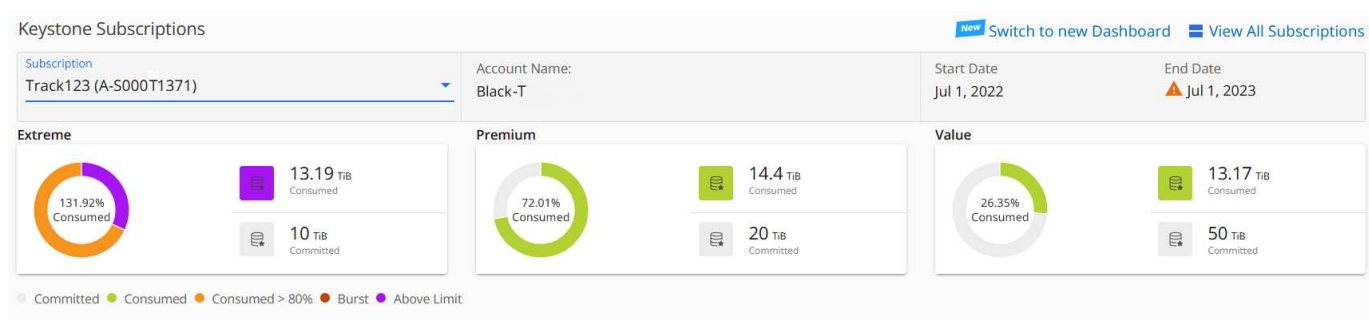 Keystone Subscriptions
New Switch to new Dashboard View All Subscriptions
Subscription
Track123 (A-S000T1371)
Account Name:
Black-T
Start Date
Jul 1, 2022
End Date
Jul 1, 2023
Extreme
131.92%
Consumed
13.19 TiB
Consumed
10 TiB
Committed
Premium
72.01%
Consumed
14.4 TiB
Consumed
20 TiB
Committed
Value
26.35%
Consumed
13.17 TiB
Consumed
50 TiB
Committed
Committed Consumed Consumed > 80% Burst Above Limit